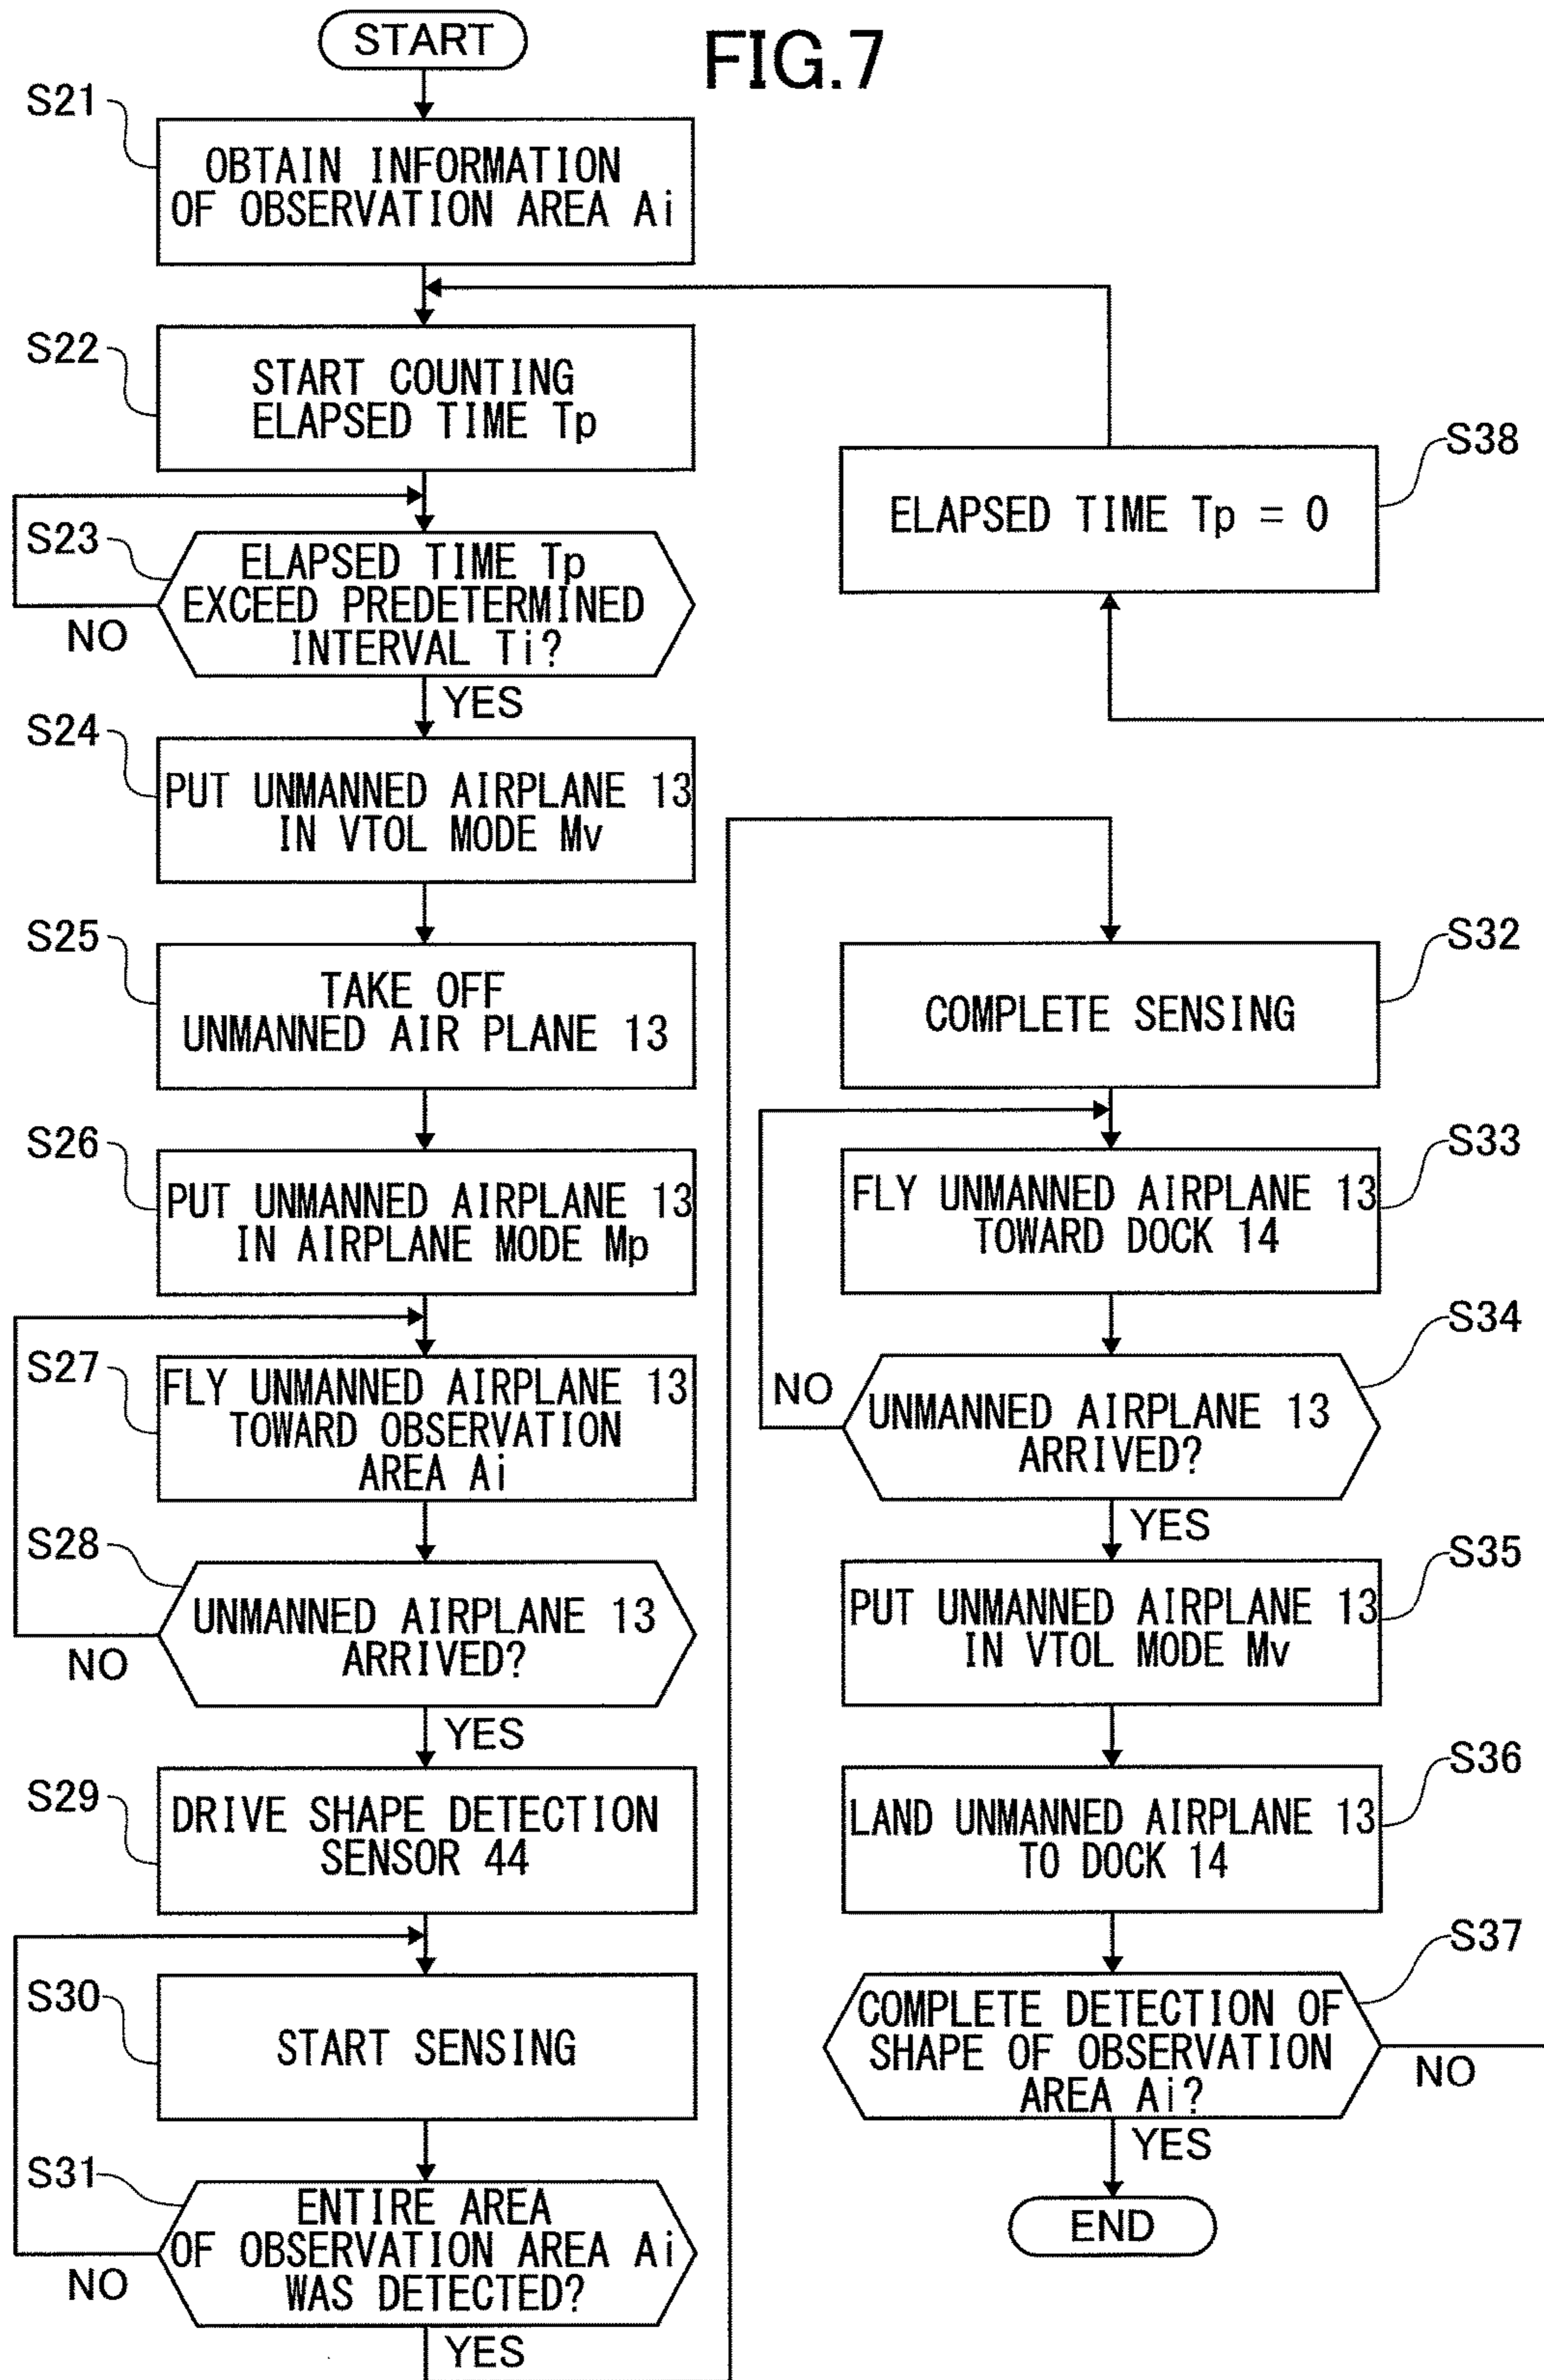 FIG.7
START
S21
OBTAIN INFORMATION
OF OBSERVATION AREA Ai
S22
START COUNTING
ELAPSED TIME Tp
S23
ELAPSED TIME Tp
EXCEED PREDETERMINED
INTERVAL Ti?
NO
YES
S24
PUT UNMANNED AIRPLANE 13
IN VTOL MODE Mv
S25
TAKE OFF
UNMANNED AIR PLANE 13
S26
PUT UNMANNED AIRPLANE 13
IN AIRPLANE MODE Mp
S27
FLY UNMANNED AIRPLANE 13
TOWARD OBSERVATION
AREA Ai
S28
UNMANNED AIRPLANE 13
ARRIVED?
NO
YES
S29
DRIVE SHAPE DETECTION
SENSOR 44
S30
START SENSING
S31
ENTIRE AREA
OF OBSERVATION AREA Ai
WAS DETECTED?
NO
YES
S32
COMPLETE SENSING
S33
FLY UNMANNED AIRPLANE 13
TOWARD DOCK 14
S34
UNMANNED AIRPLANE 13
ARRIVED?
NO
YES
S35
PUT UNMANNED AIRPLANE 13
IN VTOL MODE Mv
S36
LAND UNMANNED AIRPLANE 13
TO DOCK 14
S37
COMPLETE DETECTION OF
SHAPE OF OBSERVATION
AREA Ai?
NO
YES
END
S38
ELAPSED TIME Tp = 0